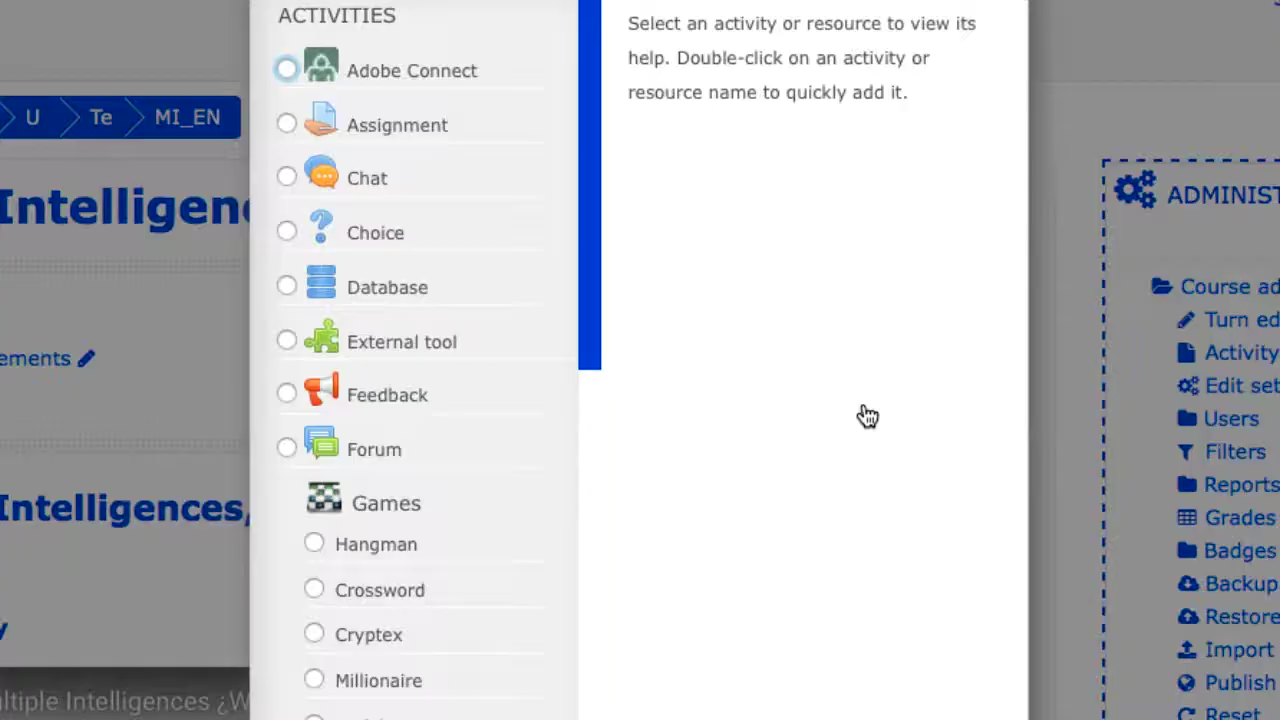 ACTIVITIES
Adobe Connect
Assignment
Chat
Choice
Database
External tool
Feedback
Forum
Games
Hangman
Crossword
Cryptex
Millionaire
Select an activity or resource to view its
help. Double-click on an activity or
resource name to quickly add it.
U Te MI_EN
Intelligenc
ements
Intelligences,
y
ultiple Intelligences ¿W
ADMINIST
Course ad
Turn ed
Activity
Edit set
Users
Filters
Reports
Grades
Badges
Backup
Restore
Import
Publish
Reset